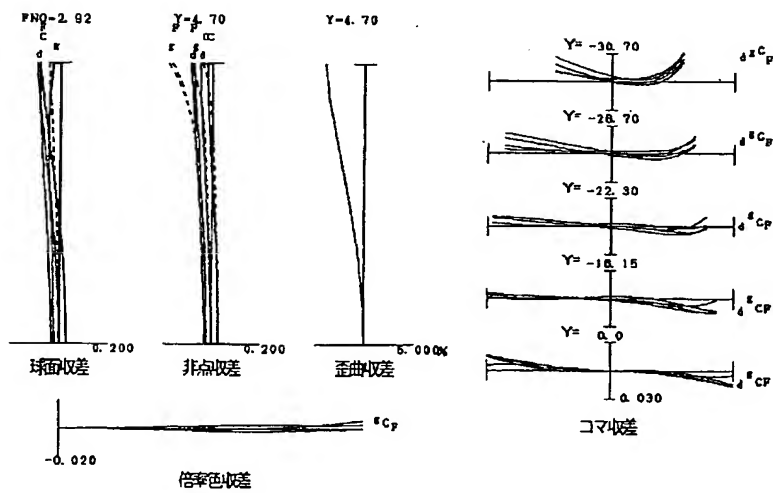 FNO=2.92
F
C
d g
0.200
球面収差
Y=4.70
F F
g g C C
d d
0.200
非点収差
Y=4.70
5.000%
歪曲収差
-0.020
g C F
倍率色収差
Y= -30.70
d g C F
Y= -26.70
d g C F
Y= -22.30
d g C F
Y= -16.15
d g C F
Y= 0.0
d g C F
0.030
コマ収差